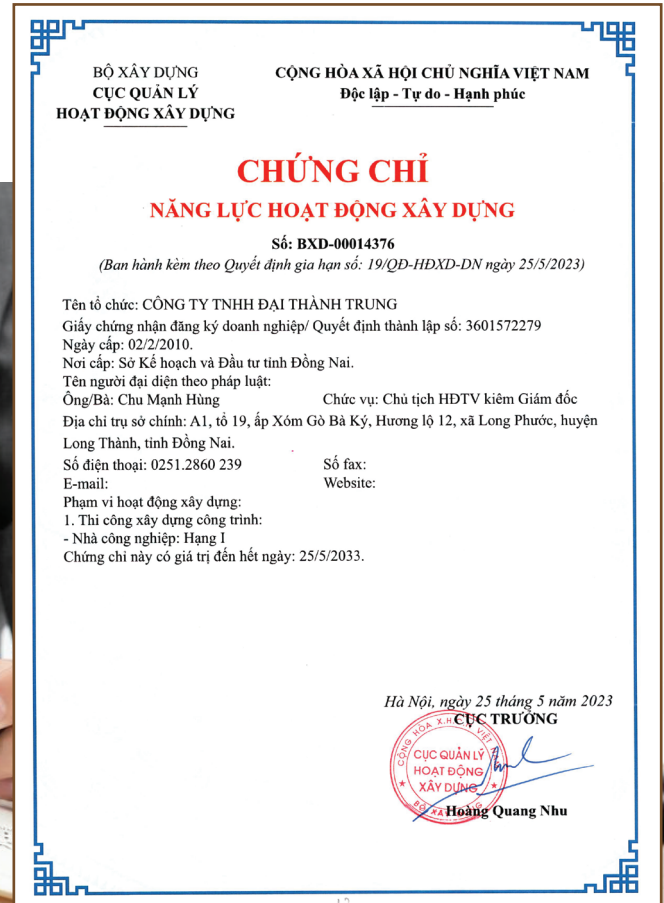 BỘ XÂY DỰNG
CỤC QUẢN LÝ
HOẠT ĐỘNG XÂY DỰNG
CỘNG HÒA XÃ HỘI CHỦ NGHĨA VIỆT NAM
Độc lập - Tự do - Hạnh phúc
CHỨNG CHỈ
NĂNG LỰC HOẠT ĐỘNG XÂY DỰNG
Số: BXD-00014376
(Ban hành kèm theo Quyết định gia hạn số: 19/QĐ-HĐXD-DN ngày 25/5/2023)
Tên tổ chức: CÔNG TY TNHH ĐẠI THÀNH TRUNG
Giấy chứng nhận đăng ký doanh nghiệp/ Quyết định thành lập số: 3601572279
Ngày cấp: 02/2/2010.
Nơi cấp: Sở Kế hoạch và Đầu tư tỉnh Đồng Nai.
Tên người đại diện theo pháp luật:
Ông/Bà: Chu Mạnh Hùng Chức vụ: Chủ tịch HĐTV kiêm Giám đốc
Địa chỉ trụ sở chính: A1, tổ 19, ấp Xóm Gò Bà Ký, Hương lộ 12, xã Long Phước, huyện
Long Thành, tỉnh Đồng Nai.
Số điện thoại: 0251.2860 239 Số fax:
E-mail: Website:
Phạm vi hoạt động xây dựng:
1. Thi công xây dựng công trình:
- Nhà công nghiệp: Hạng I
Chứng chỉ này có giá trị đến hết ngày: 25/5/2033.
Hà Nội, ngày 25 tháng 5 năm 2023
CỤC TRƯỞNG
CỘNG HÒA X.H.C.N VIỆT
CỤC QUẢN LÝ
HOẠT ĐỘNG
XÂY DỰNG
BỘ XÂY DỰNG
Hoàng Quang Nhu